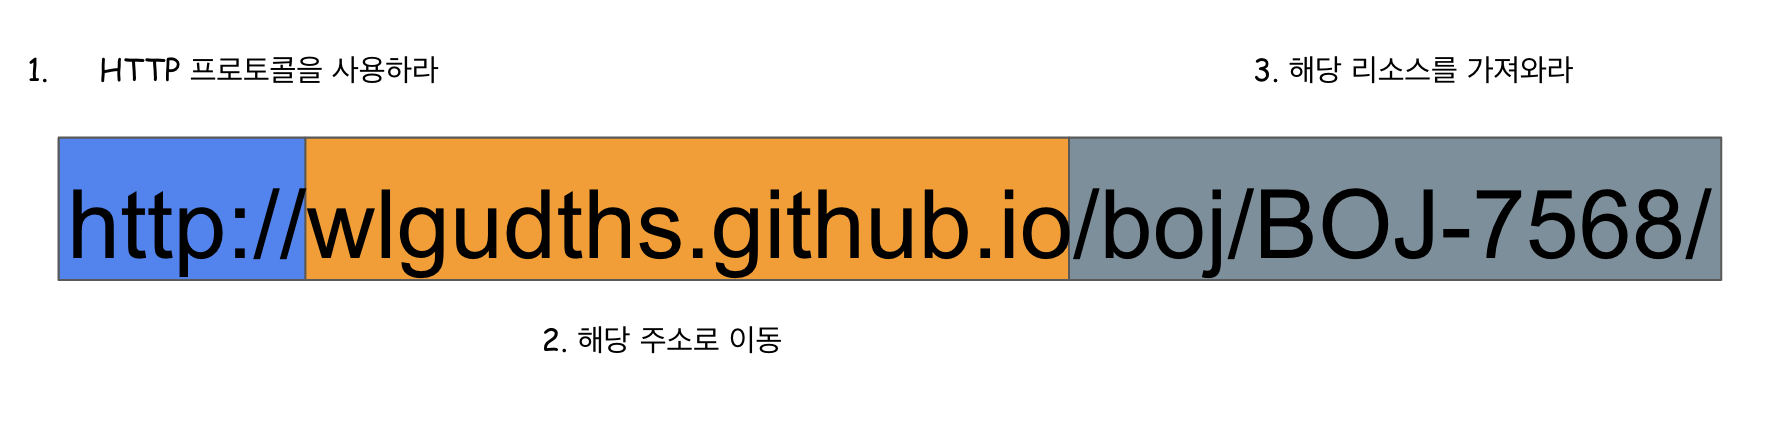 1. HTTP 프로토콜을 사용하라
3. 해당 리소스를 가져와라
http://wlgudths.github.io/boj/BOJ-7568/
2. 해당 주소로 이동